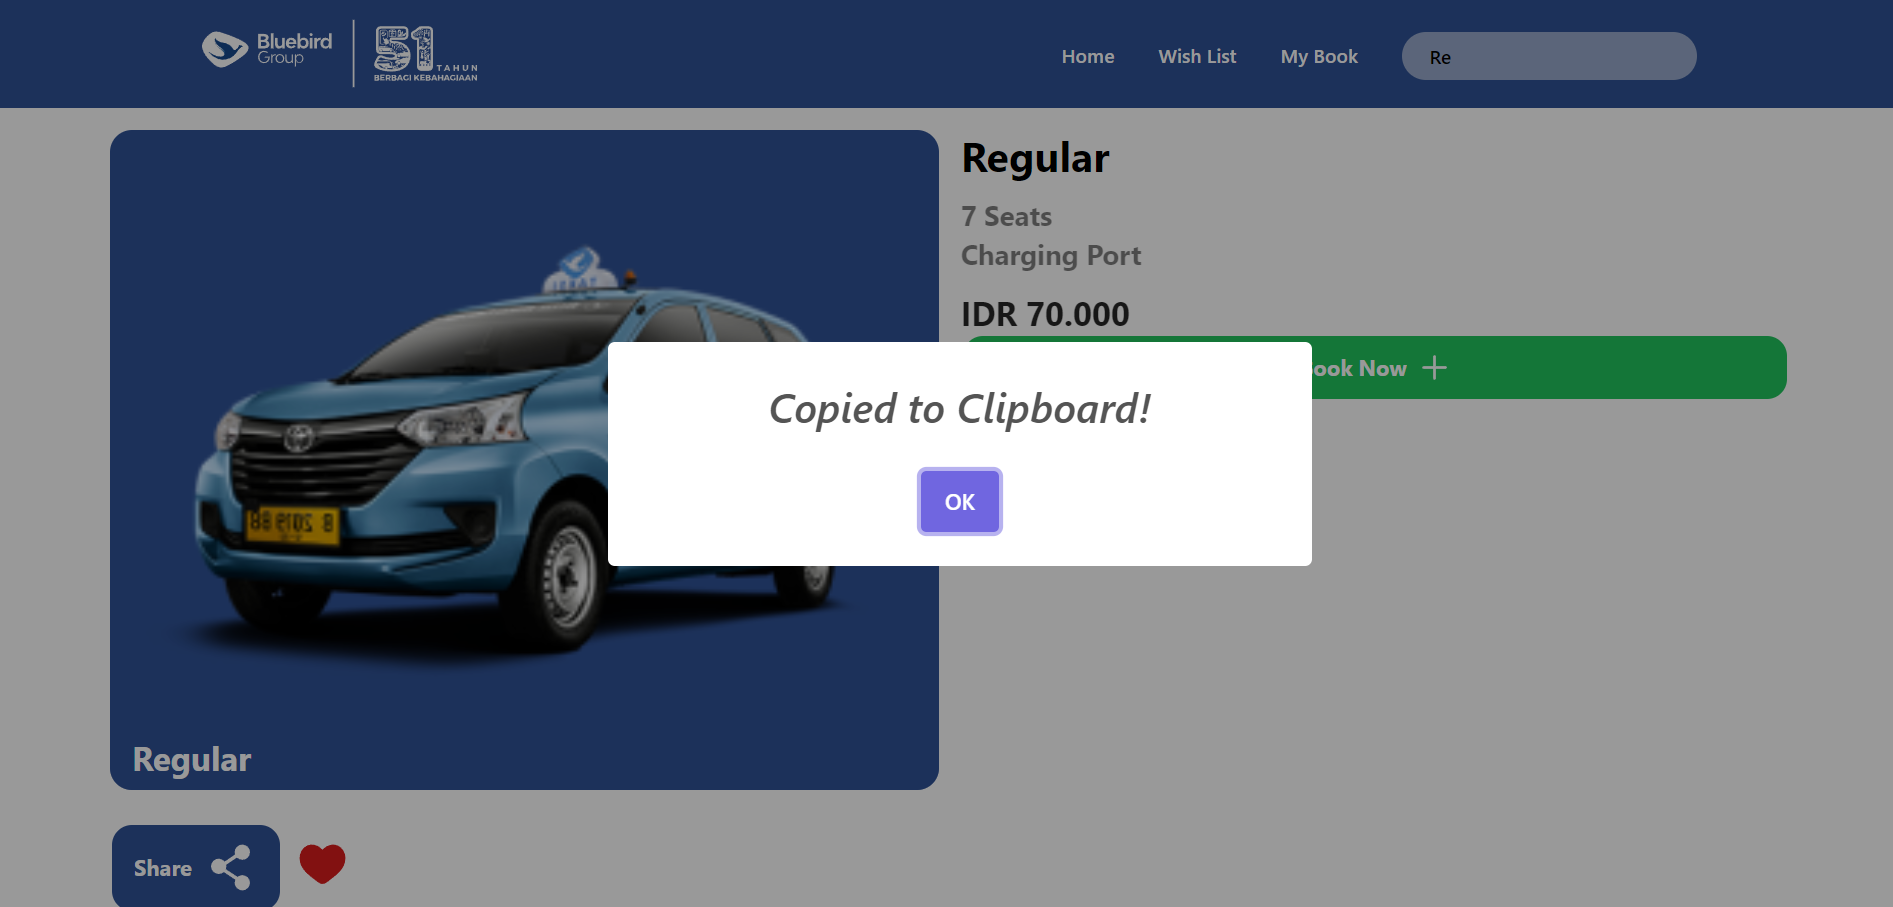 Bluebird
Group
51
TAHUN
BERBAGI KEBAHAGIAAN
Home
Wish List
My Book
Re
Regular
7 Seats
Charging Port
IDR 70.000
ook Now
Copied to Clipboard!
OK
Regular
Share